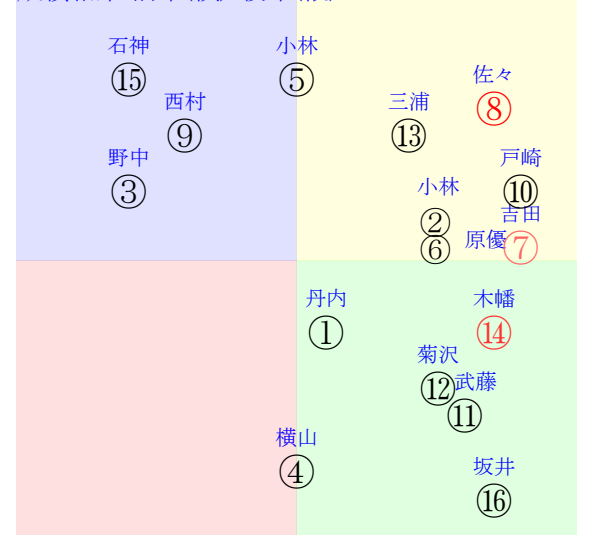 石神
⑮
小林
⑤
佐々
⑧
西村
⑨
三浦
⑬
野中
③
戸崎
⑩
小林
②
吉田
⑦
原優
⑥
丹内
①
木幡
⑭
菊沢
⑫
武藤
⑪
横山
④
坂井
⑯